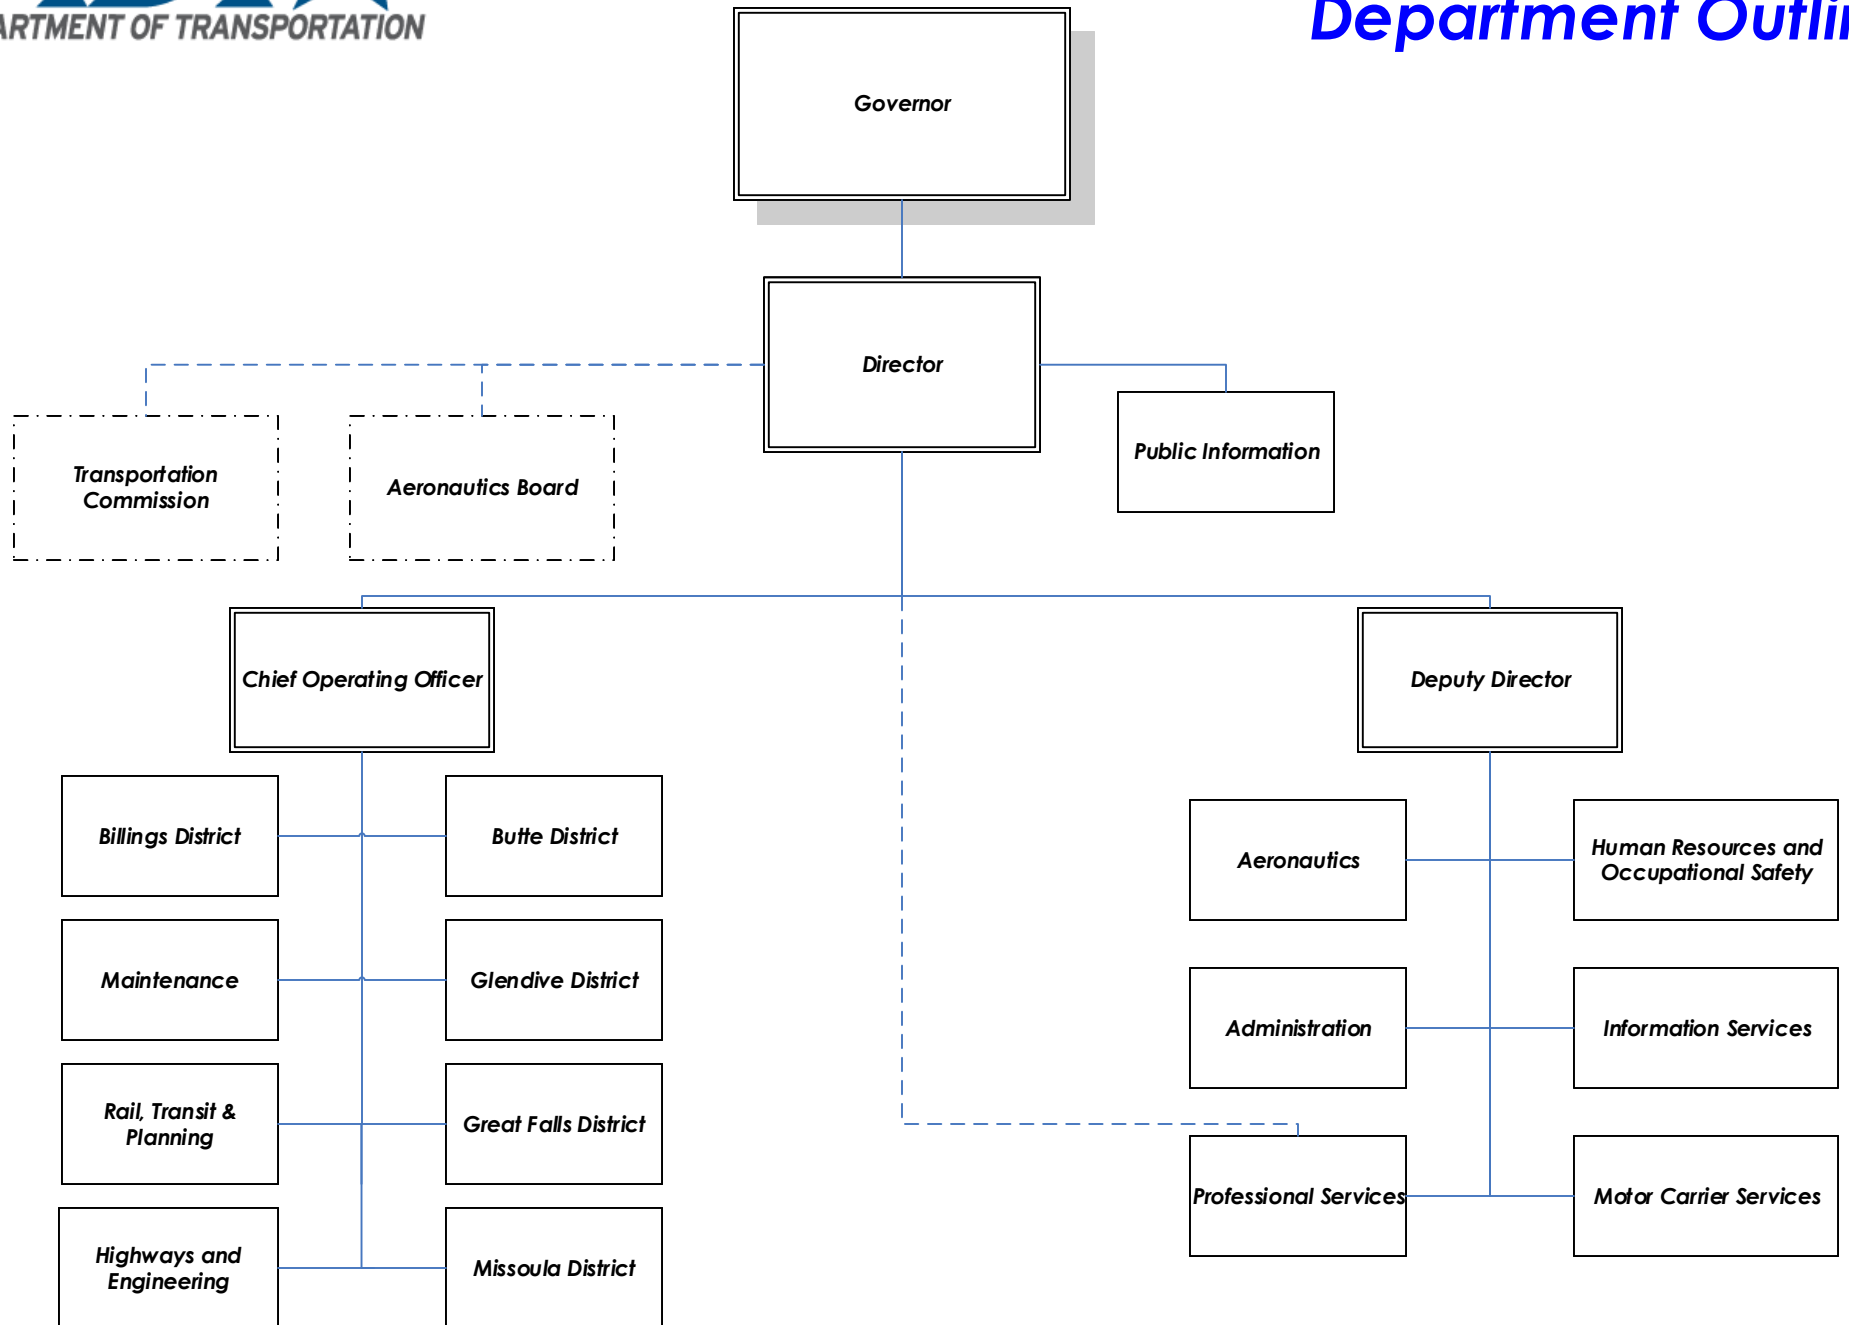 DEPARTMENT OF TRANSPORTATION
Department Outline
Governor
Director
Public Information
Transportation
Commission
Aeronautics Board
Chief Operating Officer
Deputy Director
Billings District
Butte District
Aeronautics
Human Resources and
Occupational Safety
Maintenance
Glendive District
Administration
Information Services
Rail, Transit &
Planning
Great Falls District
Professional Services
Motor Carrier Services
Highways and
Engineering
Missoula District